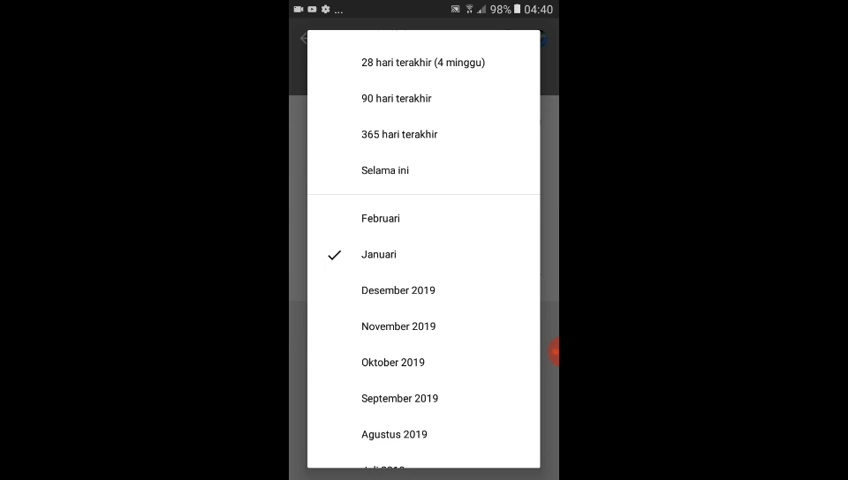 ... 98% 04:40
28 hari terakhir (4 minggu)
90 hari terakhir
365 hari terakhir
Selama ini
Februari
Januari
Desember 2019
November 2019
Oktober 2019
September 2019
Agustus 2019